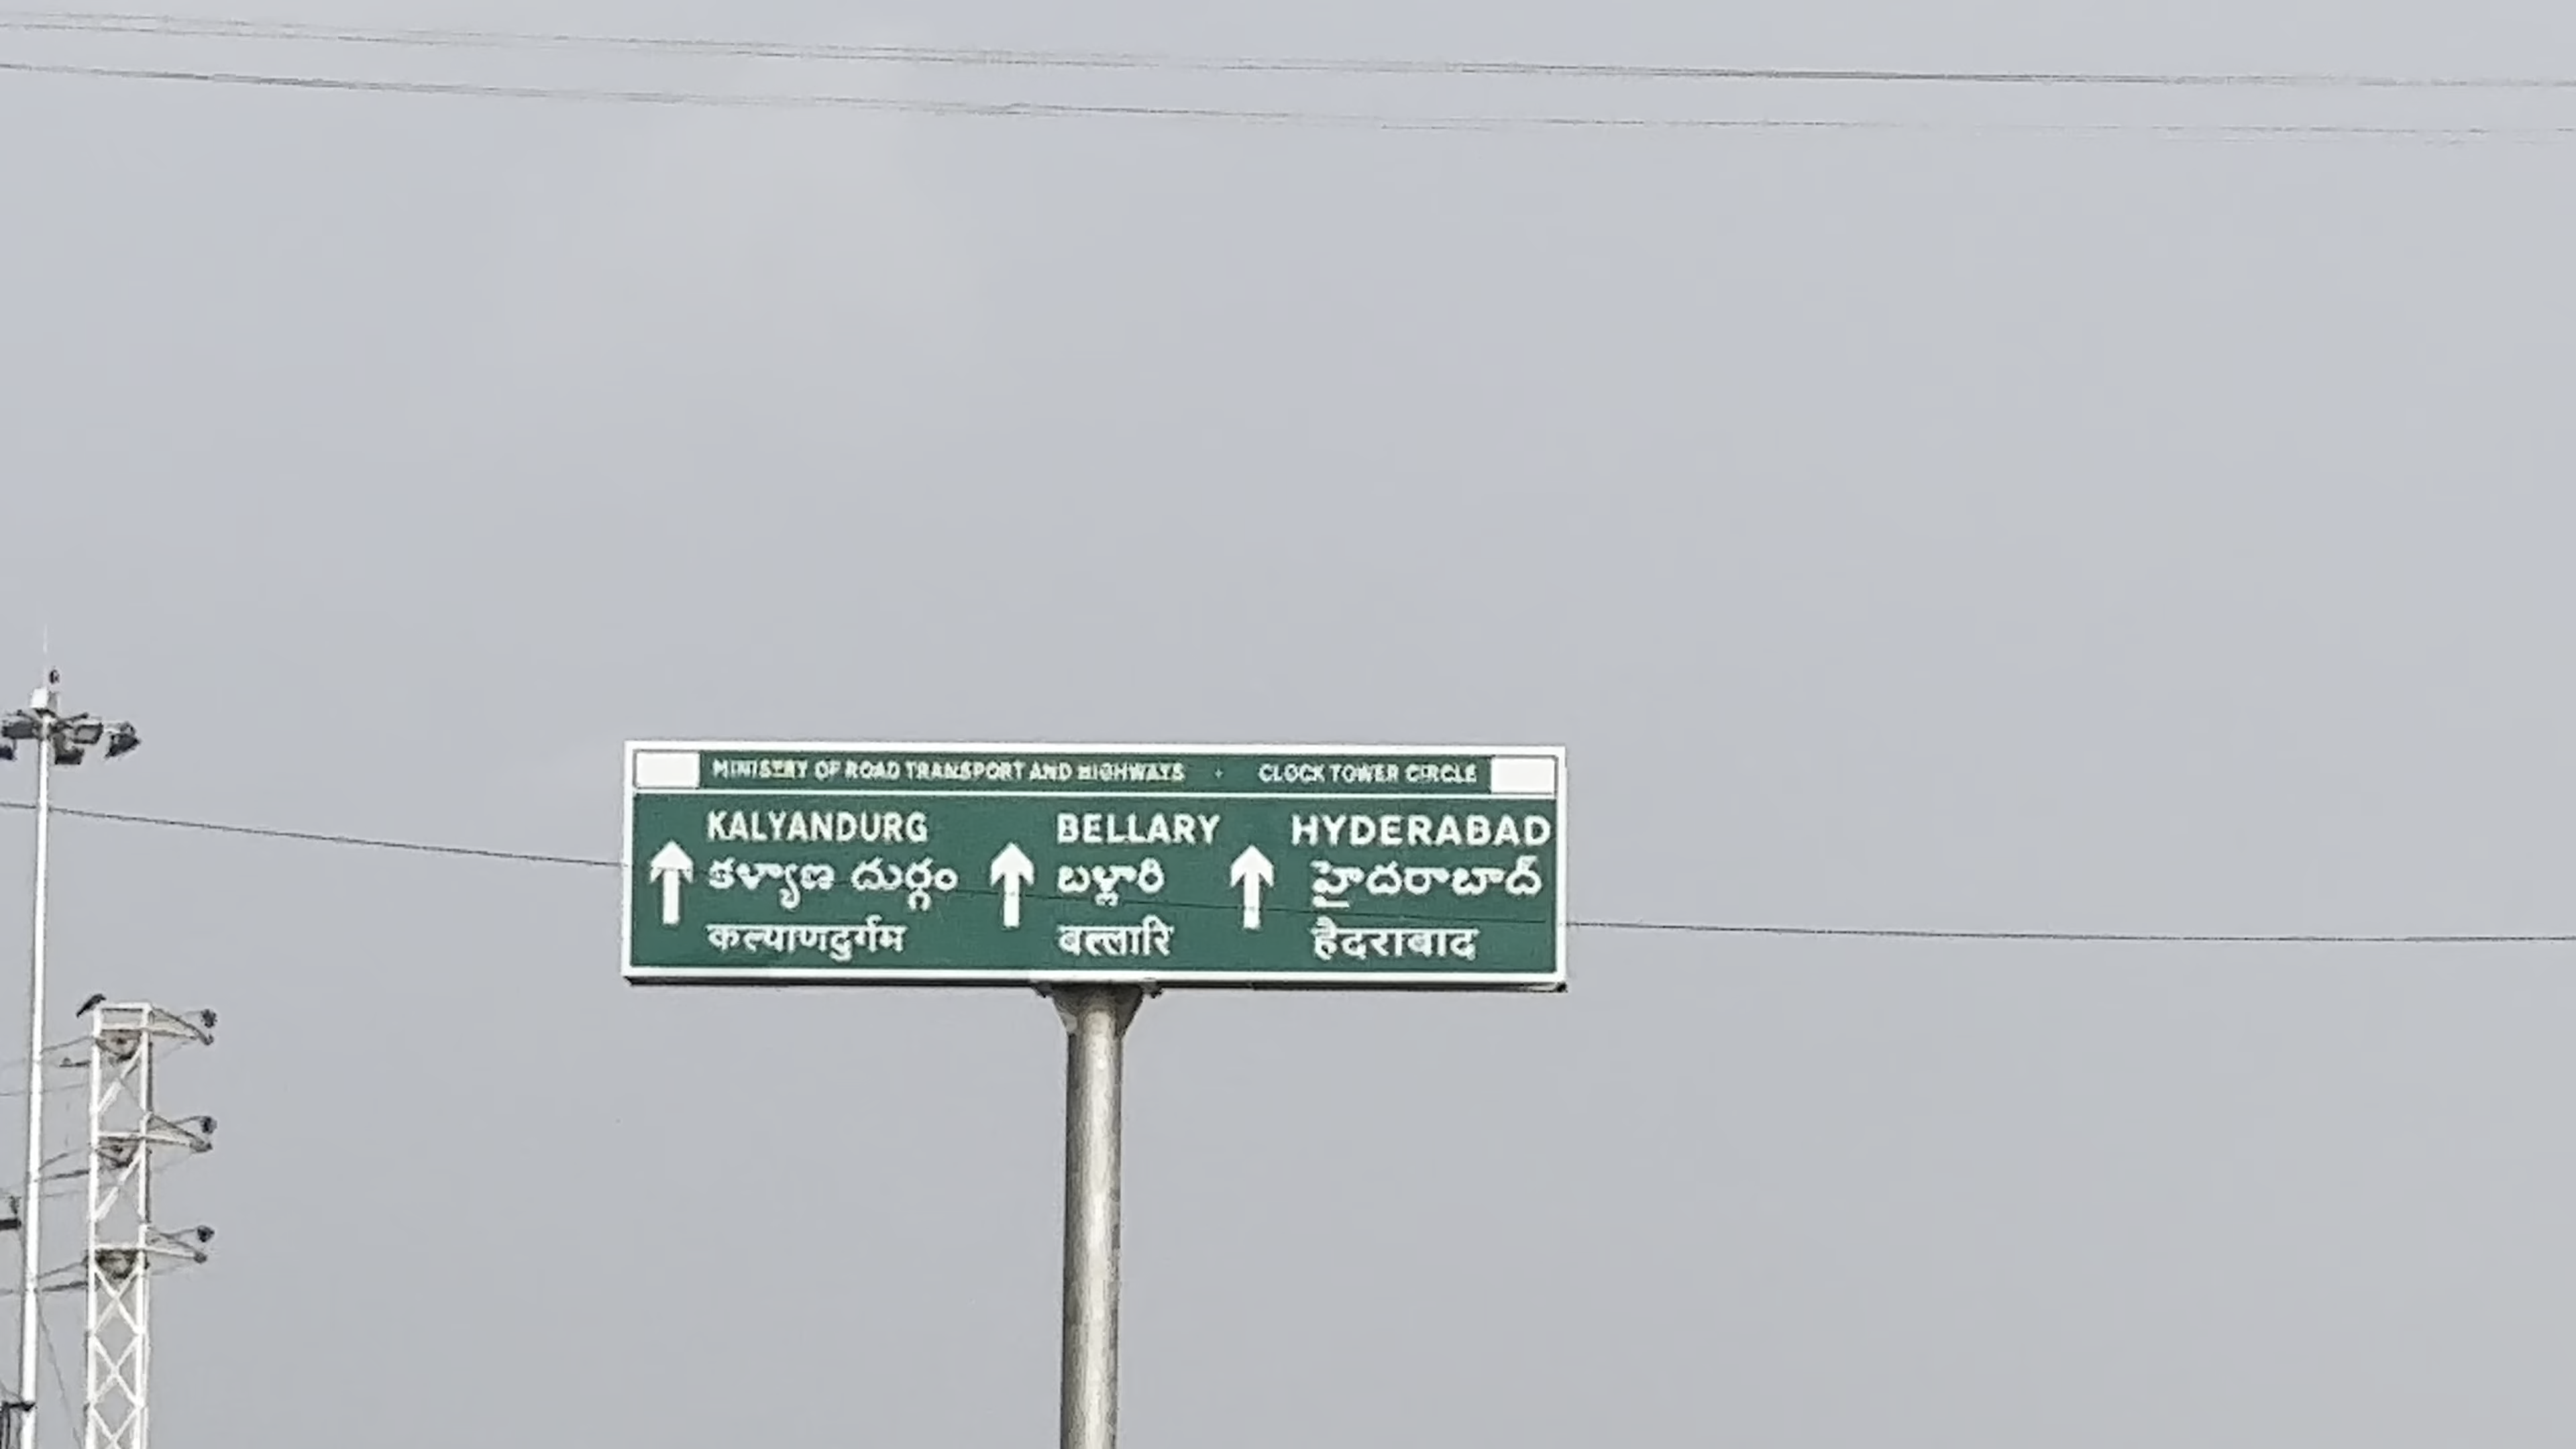 MINISTRY OF ROAD TRANSPORT AND HIGHWAYS CLOCK TOWER CIRCLE
KALYANDURG BELLARY HYDERABAD
కళ్యాణ దుర్గం బళ్లారి హైదరాబాద్
कल्याणदुर्गम बल्लारि हैदराबाद